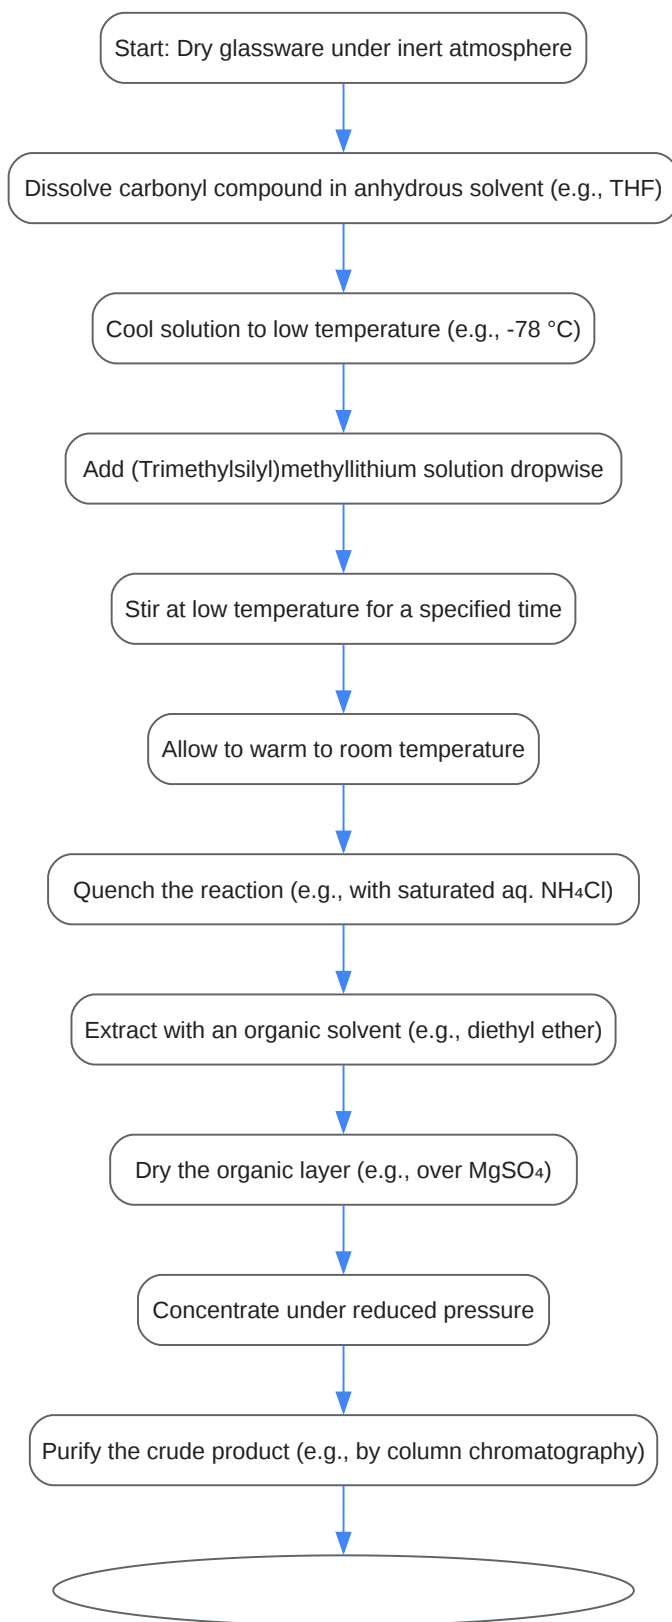 Start: Dry glassware under inert atmosphere
Dissolve carbonyl compound in anhydrous solvent (e.g., THF)
Cool solution to low temperature (e.g., -78 °C)
Add (Trimethylsilyl)methyllithium solution dropwise
Stir at low temperature for a specified time
Allow to warm to room temperature
Quench the reaction (e.g., with saturated aq. NH₄Cl)
Extract with an organic solvent (e.g., diethyl ether)
Dry the organic layer (e.g., over MgSO₄)
Concentrate under reduced pressure
Purify the crude product (e.g., by column chromatography)